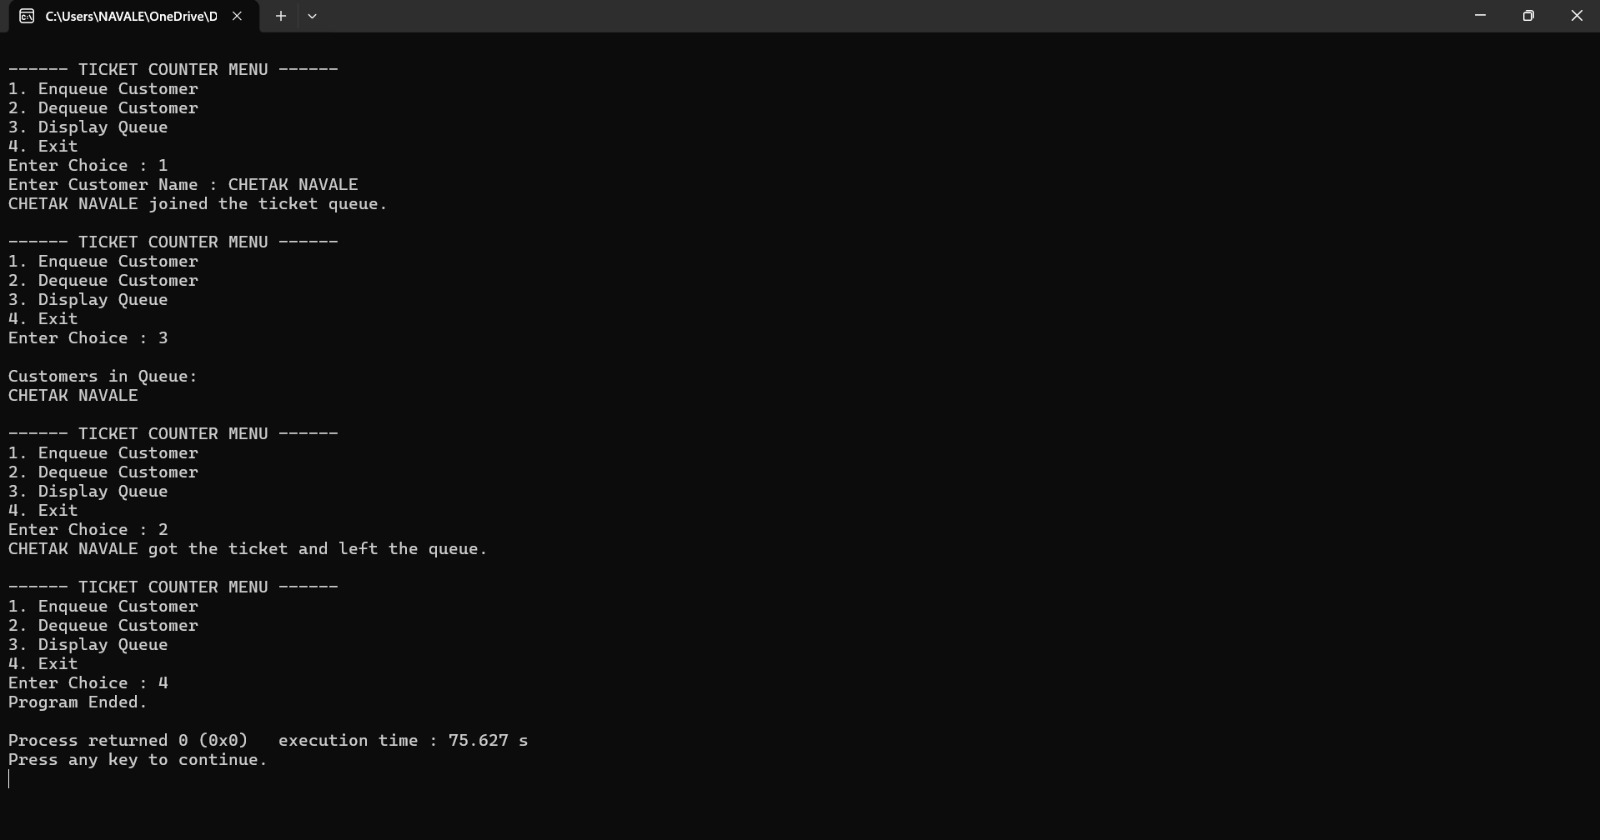 C:\Users\NAVALE\OneDrive\D
------ TICKET COUNTER MENU ------
1. Enqueue Customer
2. Dequeue Customer
3. Display Queue
4. Exit
Enter Choice : 1
Enter Customer Name : CHETAK NAVALE
CHETAK NAVALE joined the ticket queue.
------ TICKET COUNTER MENU ------
1. Enqueue Customer
2. Dequeue Customer
3. Display Queue
4. Exit
Enter Choice : 3
Customers in Queue:
CHETAK NAVALE
------ TICKET COUNTER MENU ------
1. Enqueue Customer
2. Dequeue Customer
3. Display Queue
4. Exit
Enter Choice : 2
CHETAK NAVALE got the ticket and left the queue.
------ TICKET COUNTER MENU ------
1. Enqueue Customer
2. Dequeue Customer
3. Display Queue
4. Exit
Enter Choice : 4
Program Ended.
Process returned 0 (0x0)   execution time : 75.627 s
Press any key to continue.